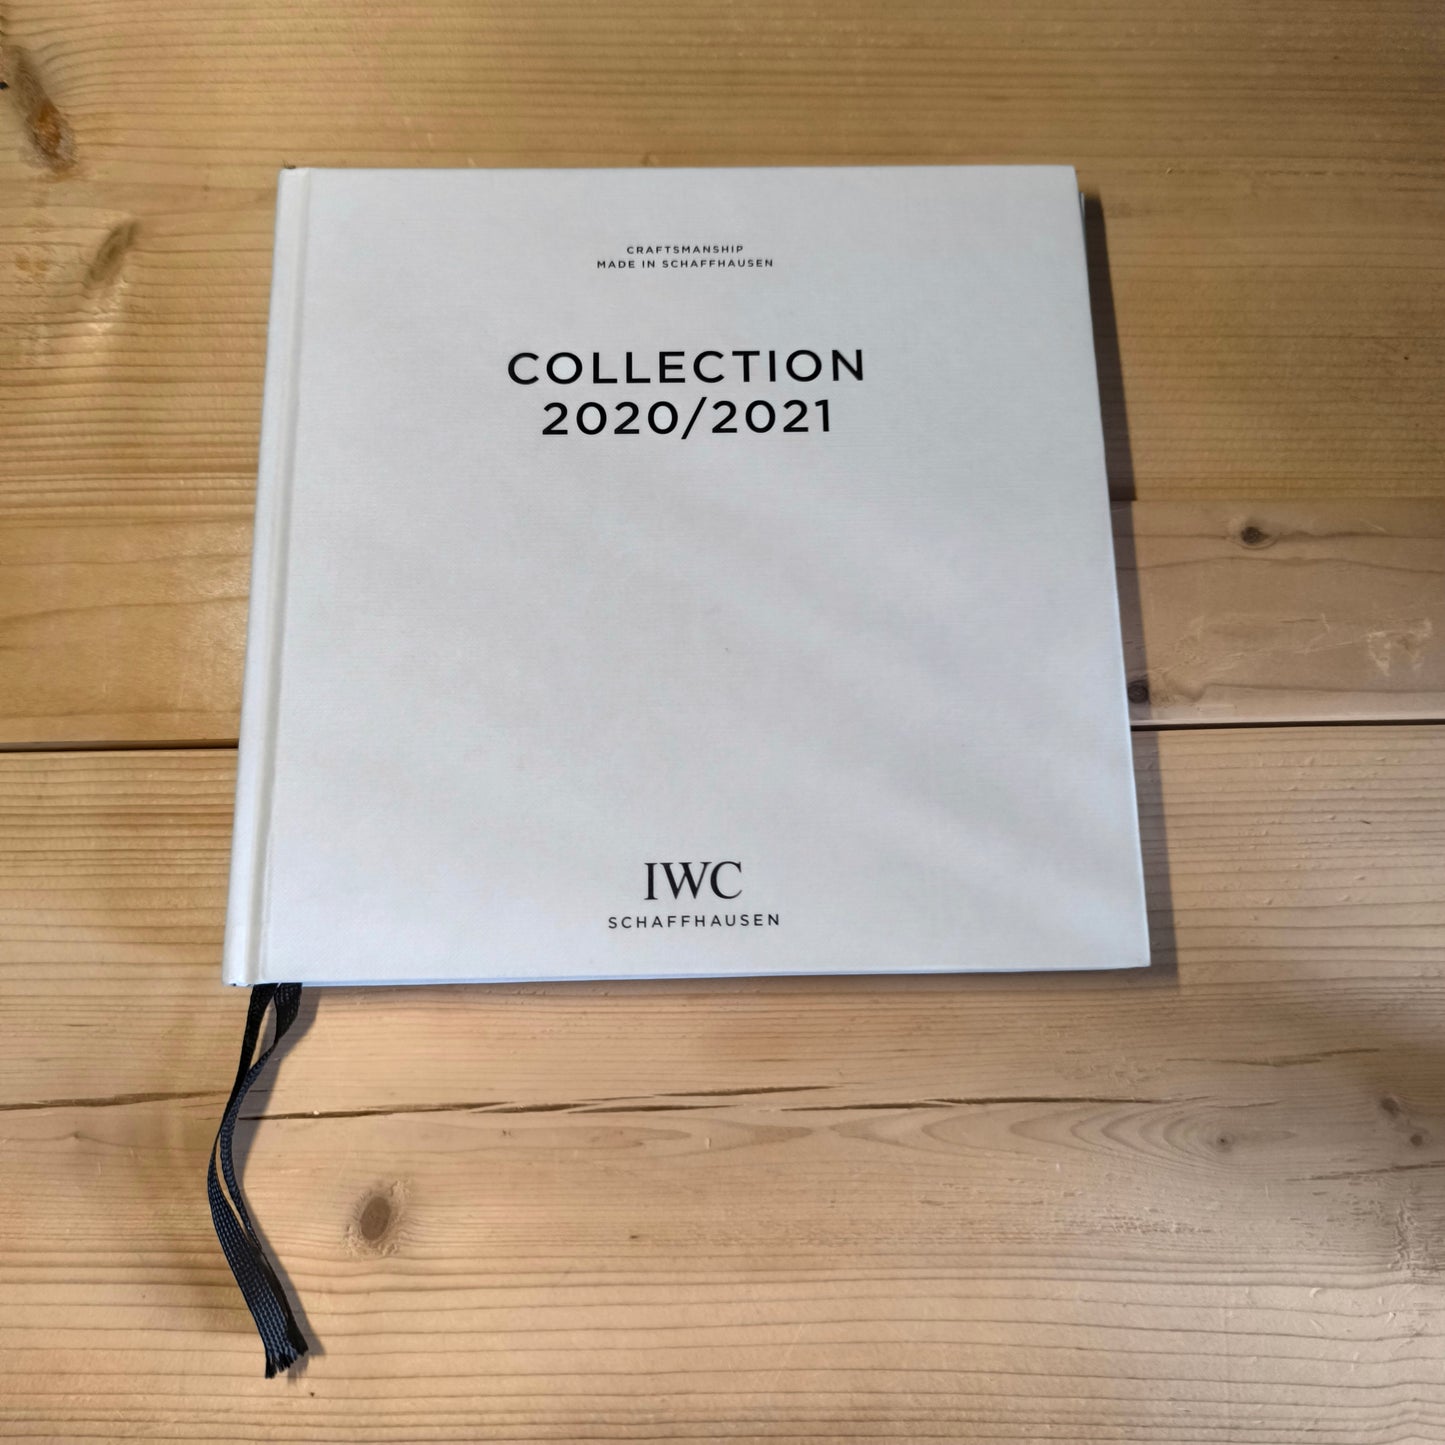 CRAFTSMANSHIP
MADE IN SCHAFFHAUSEN
COLLECTION
2020/2021
IWC
SCHAFFHAUSEN